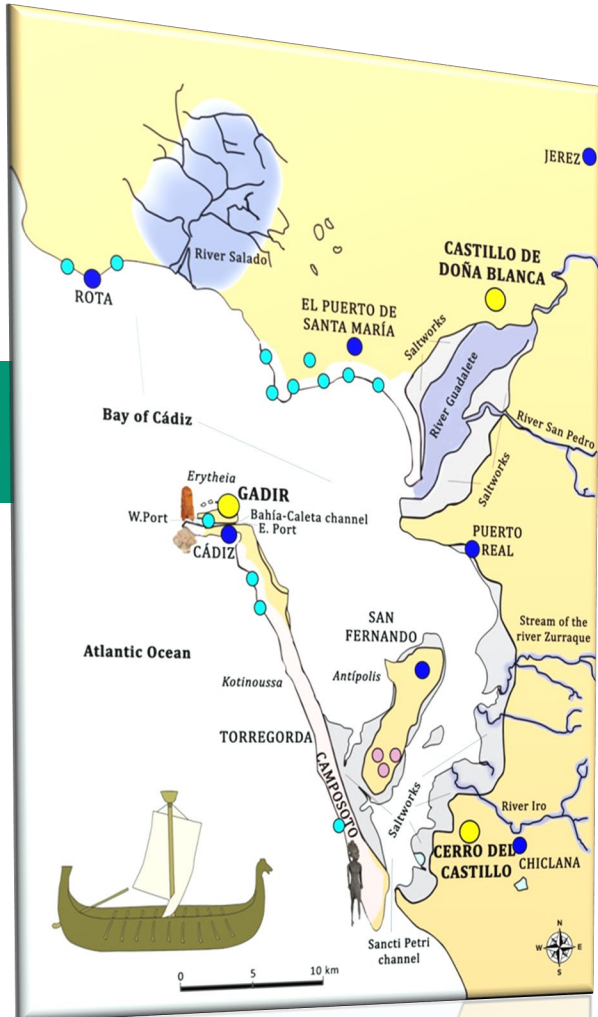 JEREZ
CASTILLO DE
DOÑA BLANCA
River Salado
ROTA
EL PUERTO DE
SANTA MARÍA
Saltworks
River Guadalete
River San Pedro
Saltworks
Bay of Cádiz
Erytheia
GADIR
W.Port
Bahía-Caleta channel
E. Port
CÁDIZ
PUERTO
REAL
SAN
FERNANDO
Stream of the
river Zurraque
Atlantic Ocean
Antípolis
Kotinoussa
TORREGORDA
CAMPOSOTO
Saltworks
River Iro
CERRO DEL
CASTILLO
CHICLANA
Sancti Petri
channel
N
W
E
S
0 5 10 km